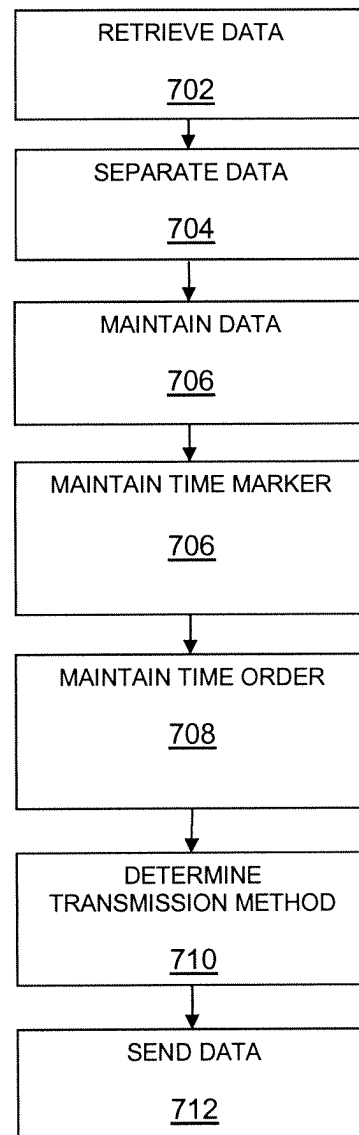 RETRIEVE DATA
702
SEPARATE DATA
704
MAINTAIN DATA
706
MAINTAIN TIME MARKER
706
MAINTAIN TIME ORDER
708
DETERMINE
TRANSMISSION METHOD
710
SEND DATA
712